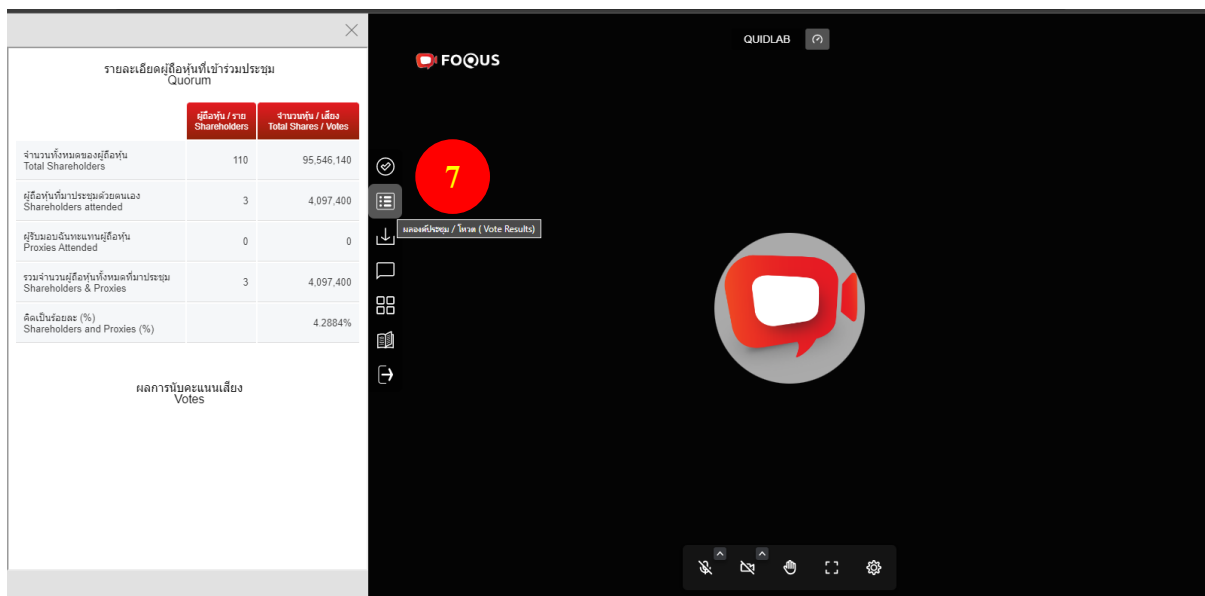 รายละเอียดผู้ถือหุ้นที่เข้าร่วมประชุม
Quorum
ผู้ถือหุ้น / ราย
Shareholders
จำนวนหุ้น / เสียง
Total Shares / Votes
จำนวนทั้งหมดของผู้ถือหุ้น
Total Shareholders
110
95,546,140
ผู้ถือหุ้นที่มาประชุมด้วยตนเอง
Shareholders attended
3
4,097,400
ผู้รับมอบฉันทะแทนผู้ถือหุ้น
Proxies Attended
0
0
รวมจำนวนผู้ถือหุ้นทั้งหมดที่มาประชุม
Shareholders & Proxies
3
4,097,400
คิดเป็นร้อยละ (%)
Shareholders and Proxies (%)
4.2884%
ผลการนับคะแนนเสียง
Votes
FOQUS
QUIDLAB
7
ผลองค์ประชุม / โหวต ( Vote Results)